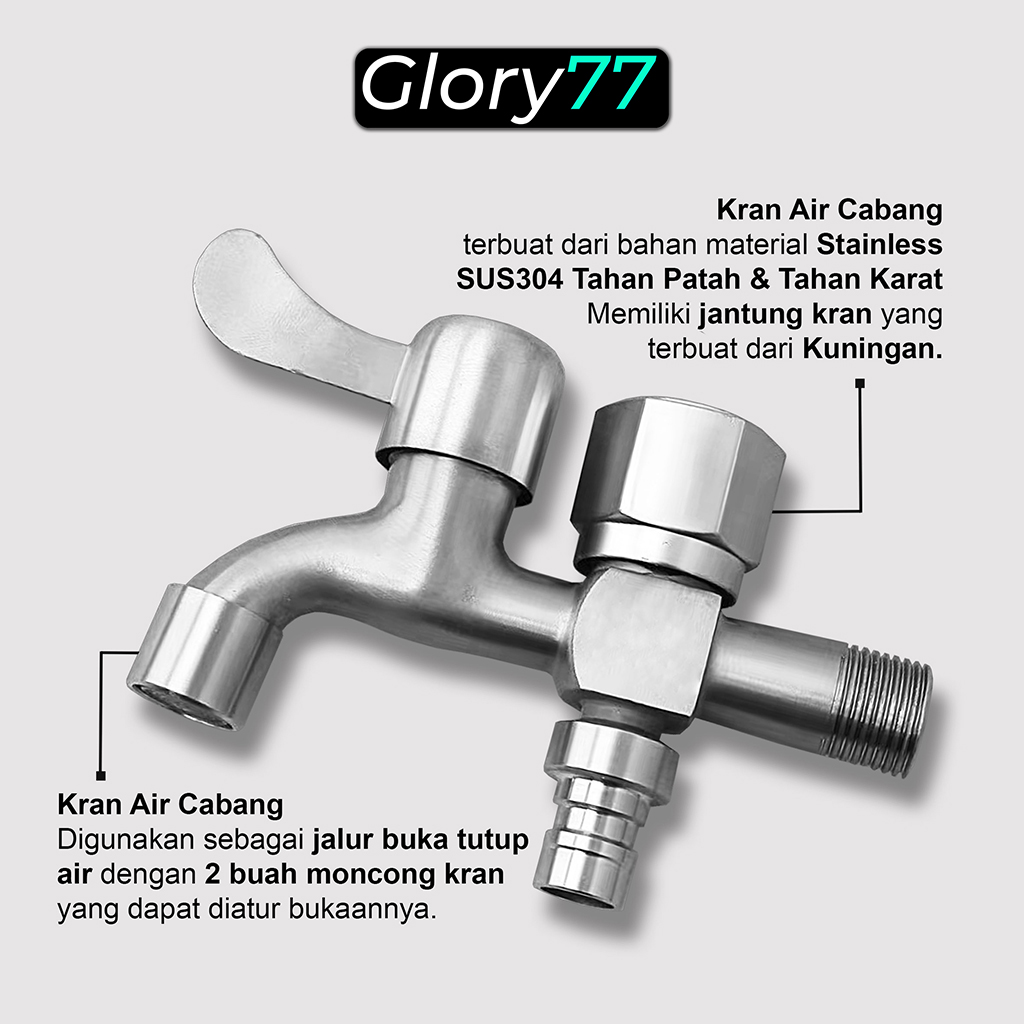 Glory77
Kran Air Cabang
terbuat dari bahan material Stainless
SUS304 Tahan Patah & Tahan Karat
Memiliki jantung kran yang
terbuat dari Kuningan.
Kran Air Cabang
Digunakan sebagai jalur buka tutup
air dengan 2 buah moncong kran
yang dapat diatur bukaannya.